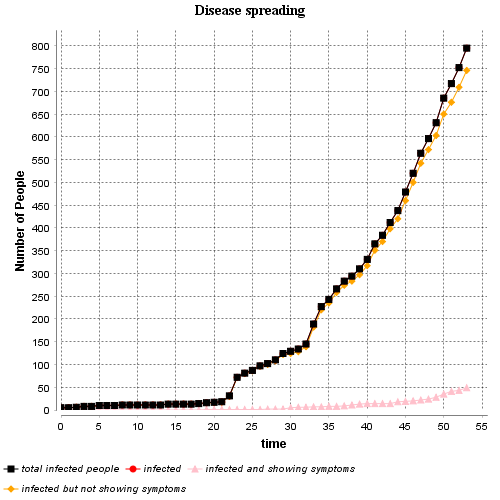 Disease spreading
Number of People
800
750
700
650
600
550
500
450
400
350
300
250
200
150
100
50
0
0 5 10 15 20 25 30 35 40 45 50 55
time
total infected people infected infected and showing symptoms
infected but not showing symptoms